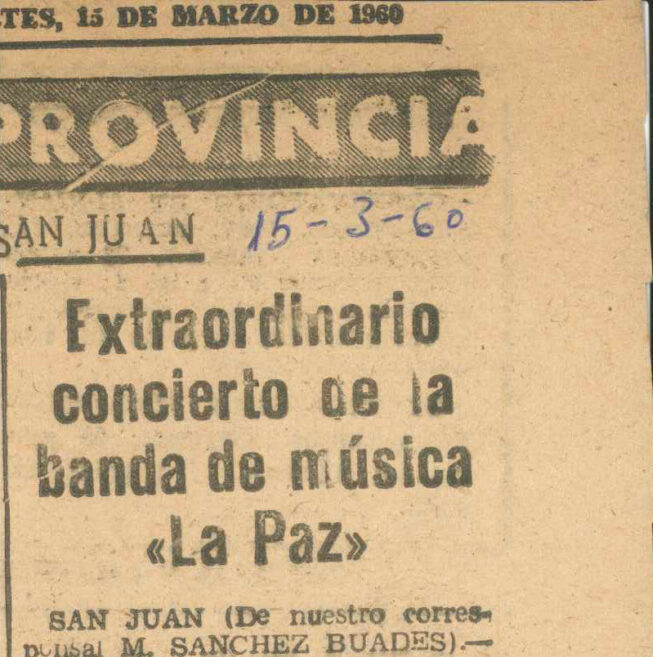 TES, 15 DE MARZO DE 1960
PROVINCIA
SAN JUAN 15-3-60
Extraordinario
concierto de la
banda de música
«La Paz»
SAN JUAN (De nuestro corres-
ponsal M. SANCHEZ BUADES).—